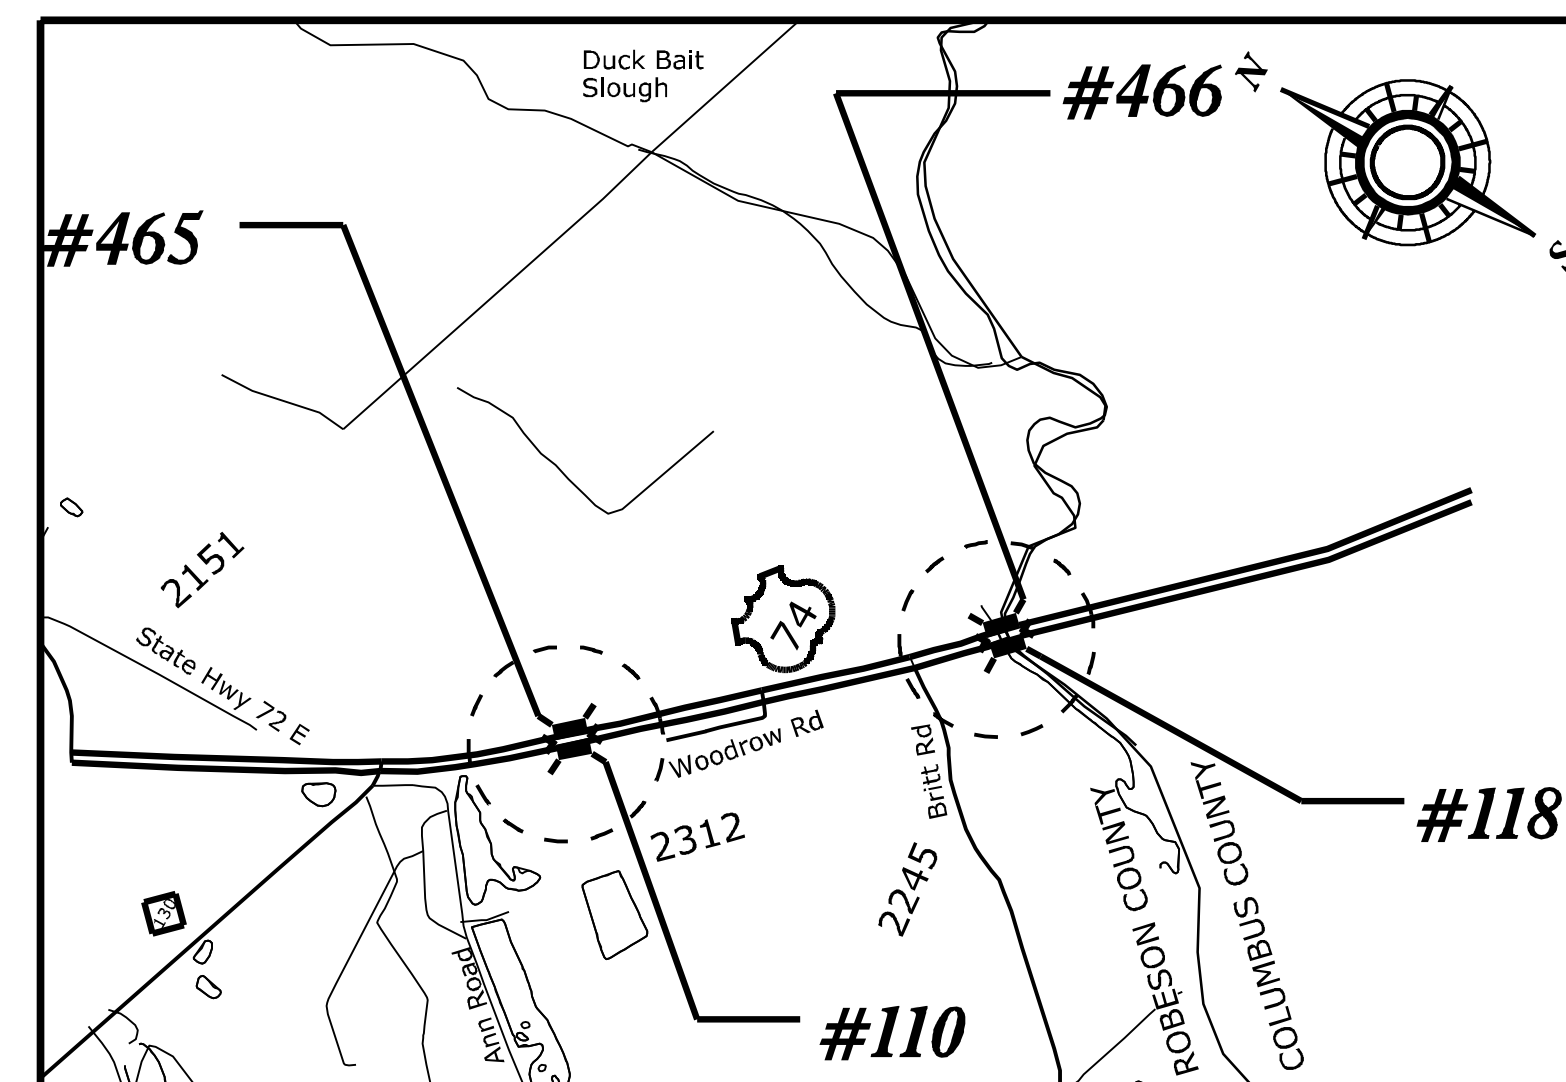 Duck Bait
Slough
#466
N
#465
2151
State Hwy 72 E
74
Woodrow Rd
Britt Rd
2312
2245
#118
ROBESON COUNTY
COLUMBUS COUNTY
130
Ann Road
#110